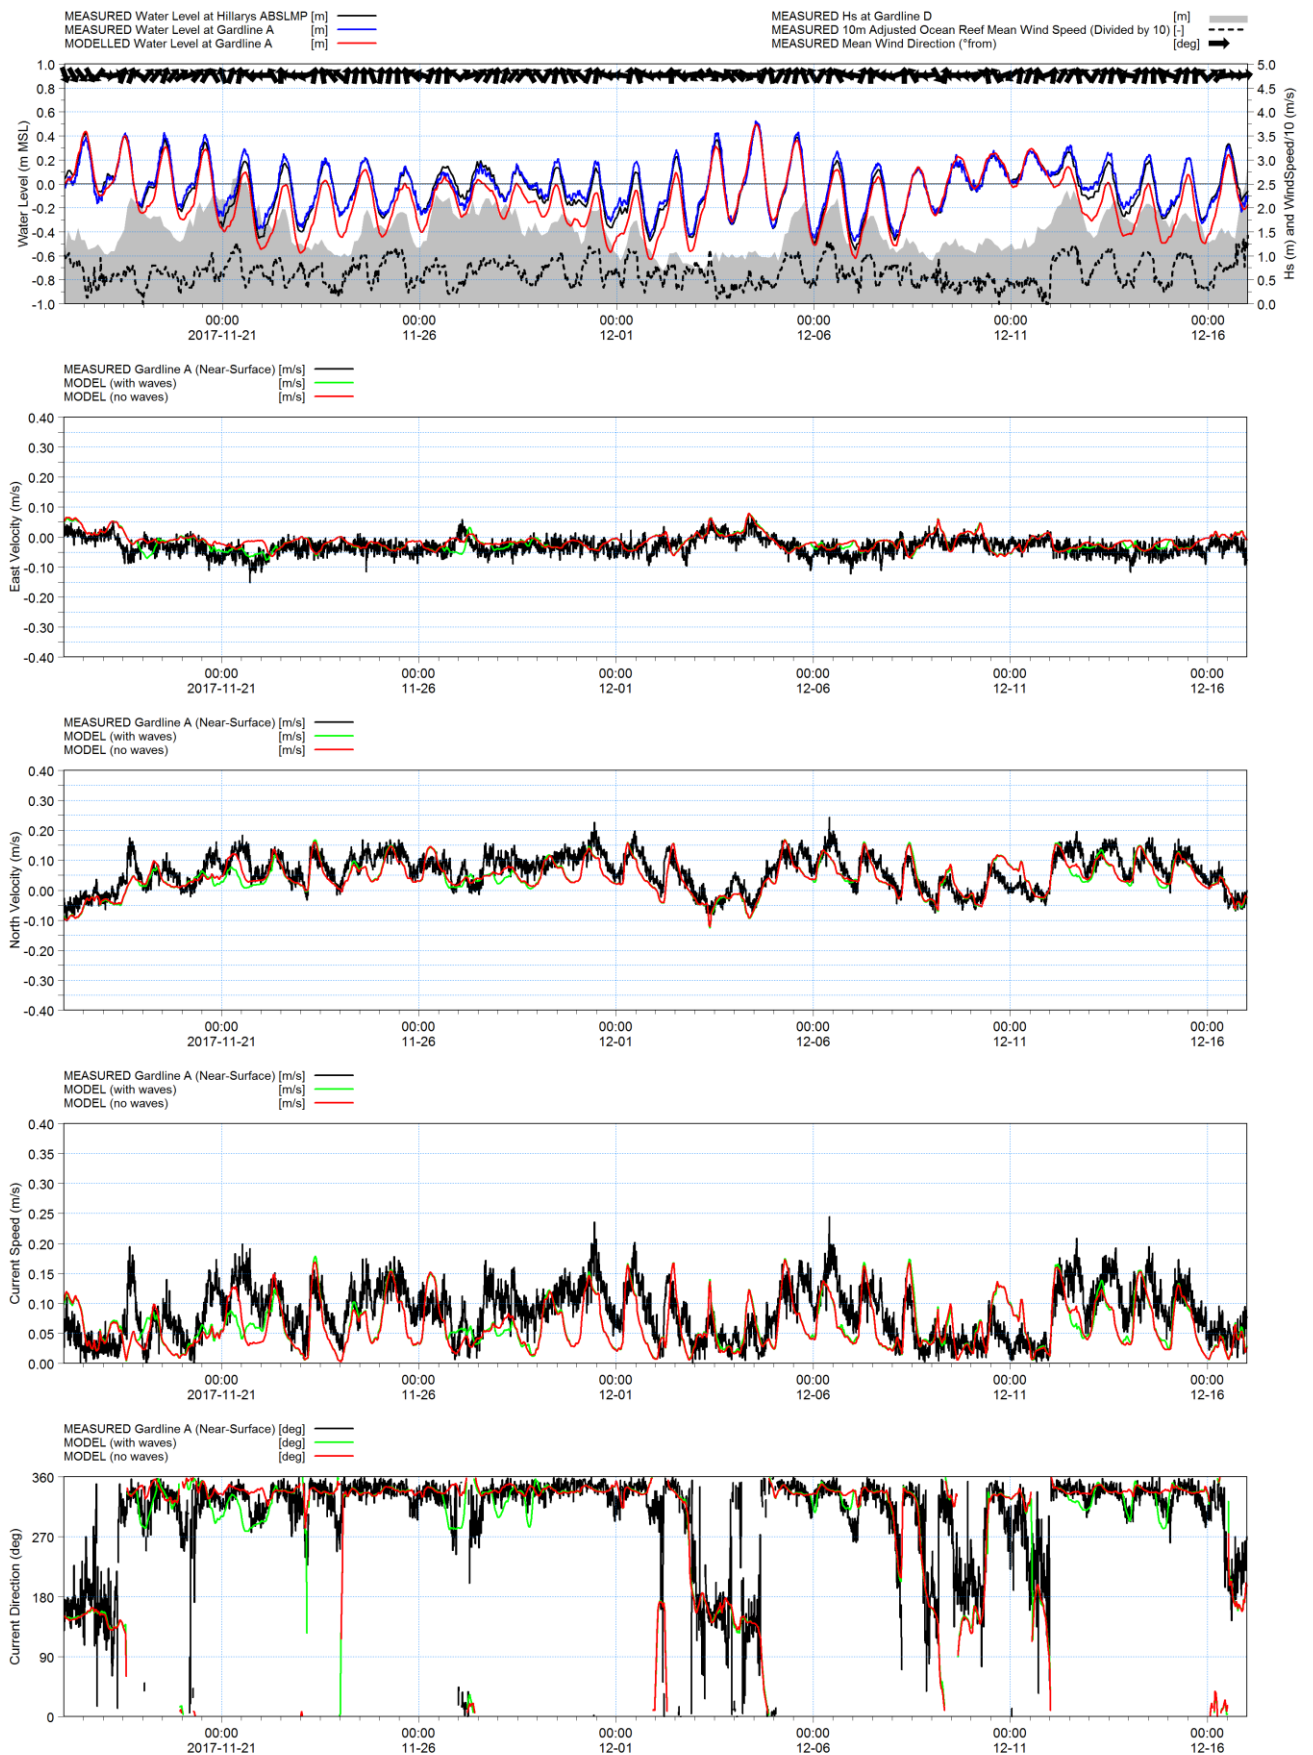 MEASURED Water Level at Hillarys ABSLMP [m]
MEASURED Water Level at Gardline A [m]
MODELLED Water Level at Gardline A [m]
MEASURED Hs at Gardline D [m]
MEASURED 10m Adjusted Ocean Reef Mean Wind Speed (Divided by 10) [-]
MEASURED Mean Wind Direction (°from) [deg]
Water Level (m MSL)
1.0
0.8
0.6
0.4
0.2
0.0
-0.2
-0.4
-0.6
-0.8
-1.0
5.0
4.5
4.0
3.5
3.0
2.5
2.0
1.5
1.0
0.5
0.0
Hs (m) and WindSpeed/10 (m/s)
00:00 00:00 00:00 00:00 00:00 00:00
2017-11-21 11-26 12-01 12-06 12-11 12-16
MEASURED Gardline A (Near-Surface) [m/s]
MODEL (with waves) [m/s]
MODEL (no waves) [m/s]
East Velocity (m/s)
0.40
0.30
0.20
0.10
0.00
-0.10
-0.20
-0.30
-0.40
00:00 00:00 00:00 00:00 00:00 00:00
2017-11-21 11-26 12-01 12-06 12-11 12-16
MEASURED Gardline A (Near-Surface) [m/s]
MODEL (with waves) [m/s]
MODEL (no waves) [m/s]
North Velocity (m/s)
0.40
0.30
0.20
0.10
0.00
-0.10
-0.20
-0.30
-0.40
00:00 00:00 00:00 00:00 00:00 00:00
2017-11-21 11-26 12-01 12-06 12-11 12-16
MEASURED Gardline A (Near-Surface) [m/s]
MODEL (with waves) [m/s]
MODEL (no waves) [m/s]
Current Speed (m/s)
0.40
0.35
0.30
0.25
0.20
0.15
0.10
0.05
0.00
00:00 00:00 00:00 00:00 00:00 00:00
2017-11-21 11-26 12-01 12-06 12-11 12-16
MEASURED Gardline A (Near-Surface) [deg]
MODEL (with waves) [deg]
MODEL (no waves) [deg]
Current Direction (deg)
360
270
180
90
0
00:00 00:00 00:00 00:00 00:00 00:00
2017-11-21 11-26 12-01 12-06 12-11 12-16